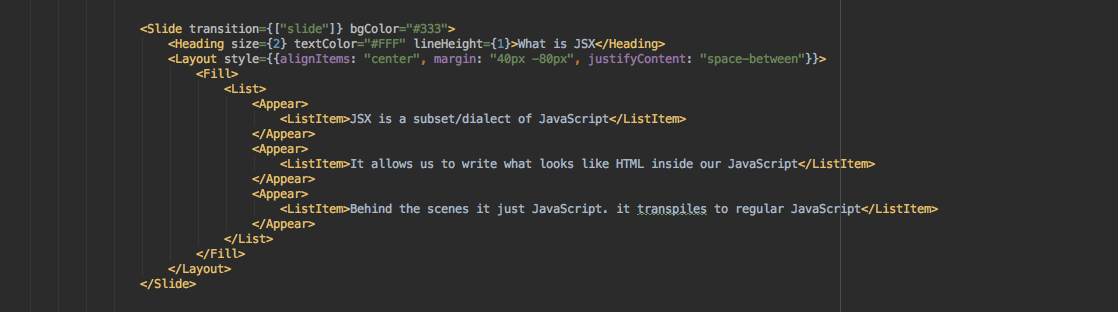 <Slide transition={["slide"]} bgColor="#333">
<Heading size={2} textColor="#FFF" lineHeight={1}>What is JSX</Heading>
<Layout style={{alignItems: "center", margin: "40px -80px", justifyContent: "space-between"}}>
<Fill>
<List>
<Appear>
<ListItem>JSX is a subset/dialect of JavaScript</ListItem>
</Appear>
<Appear>
<ListItem>It allows us to write what looks like HTML inside our JavaScript</ListItem>
</Appear>
<Appear>
<ListItem>Behind the scenes it just JavaScript. it transpiles to regular JavaScript</ListItem>
</Appear>
</List>
</Fill>
</Layout>
</Slide>